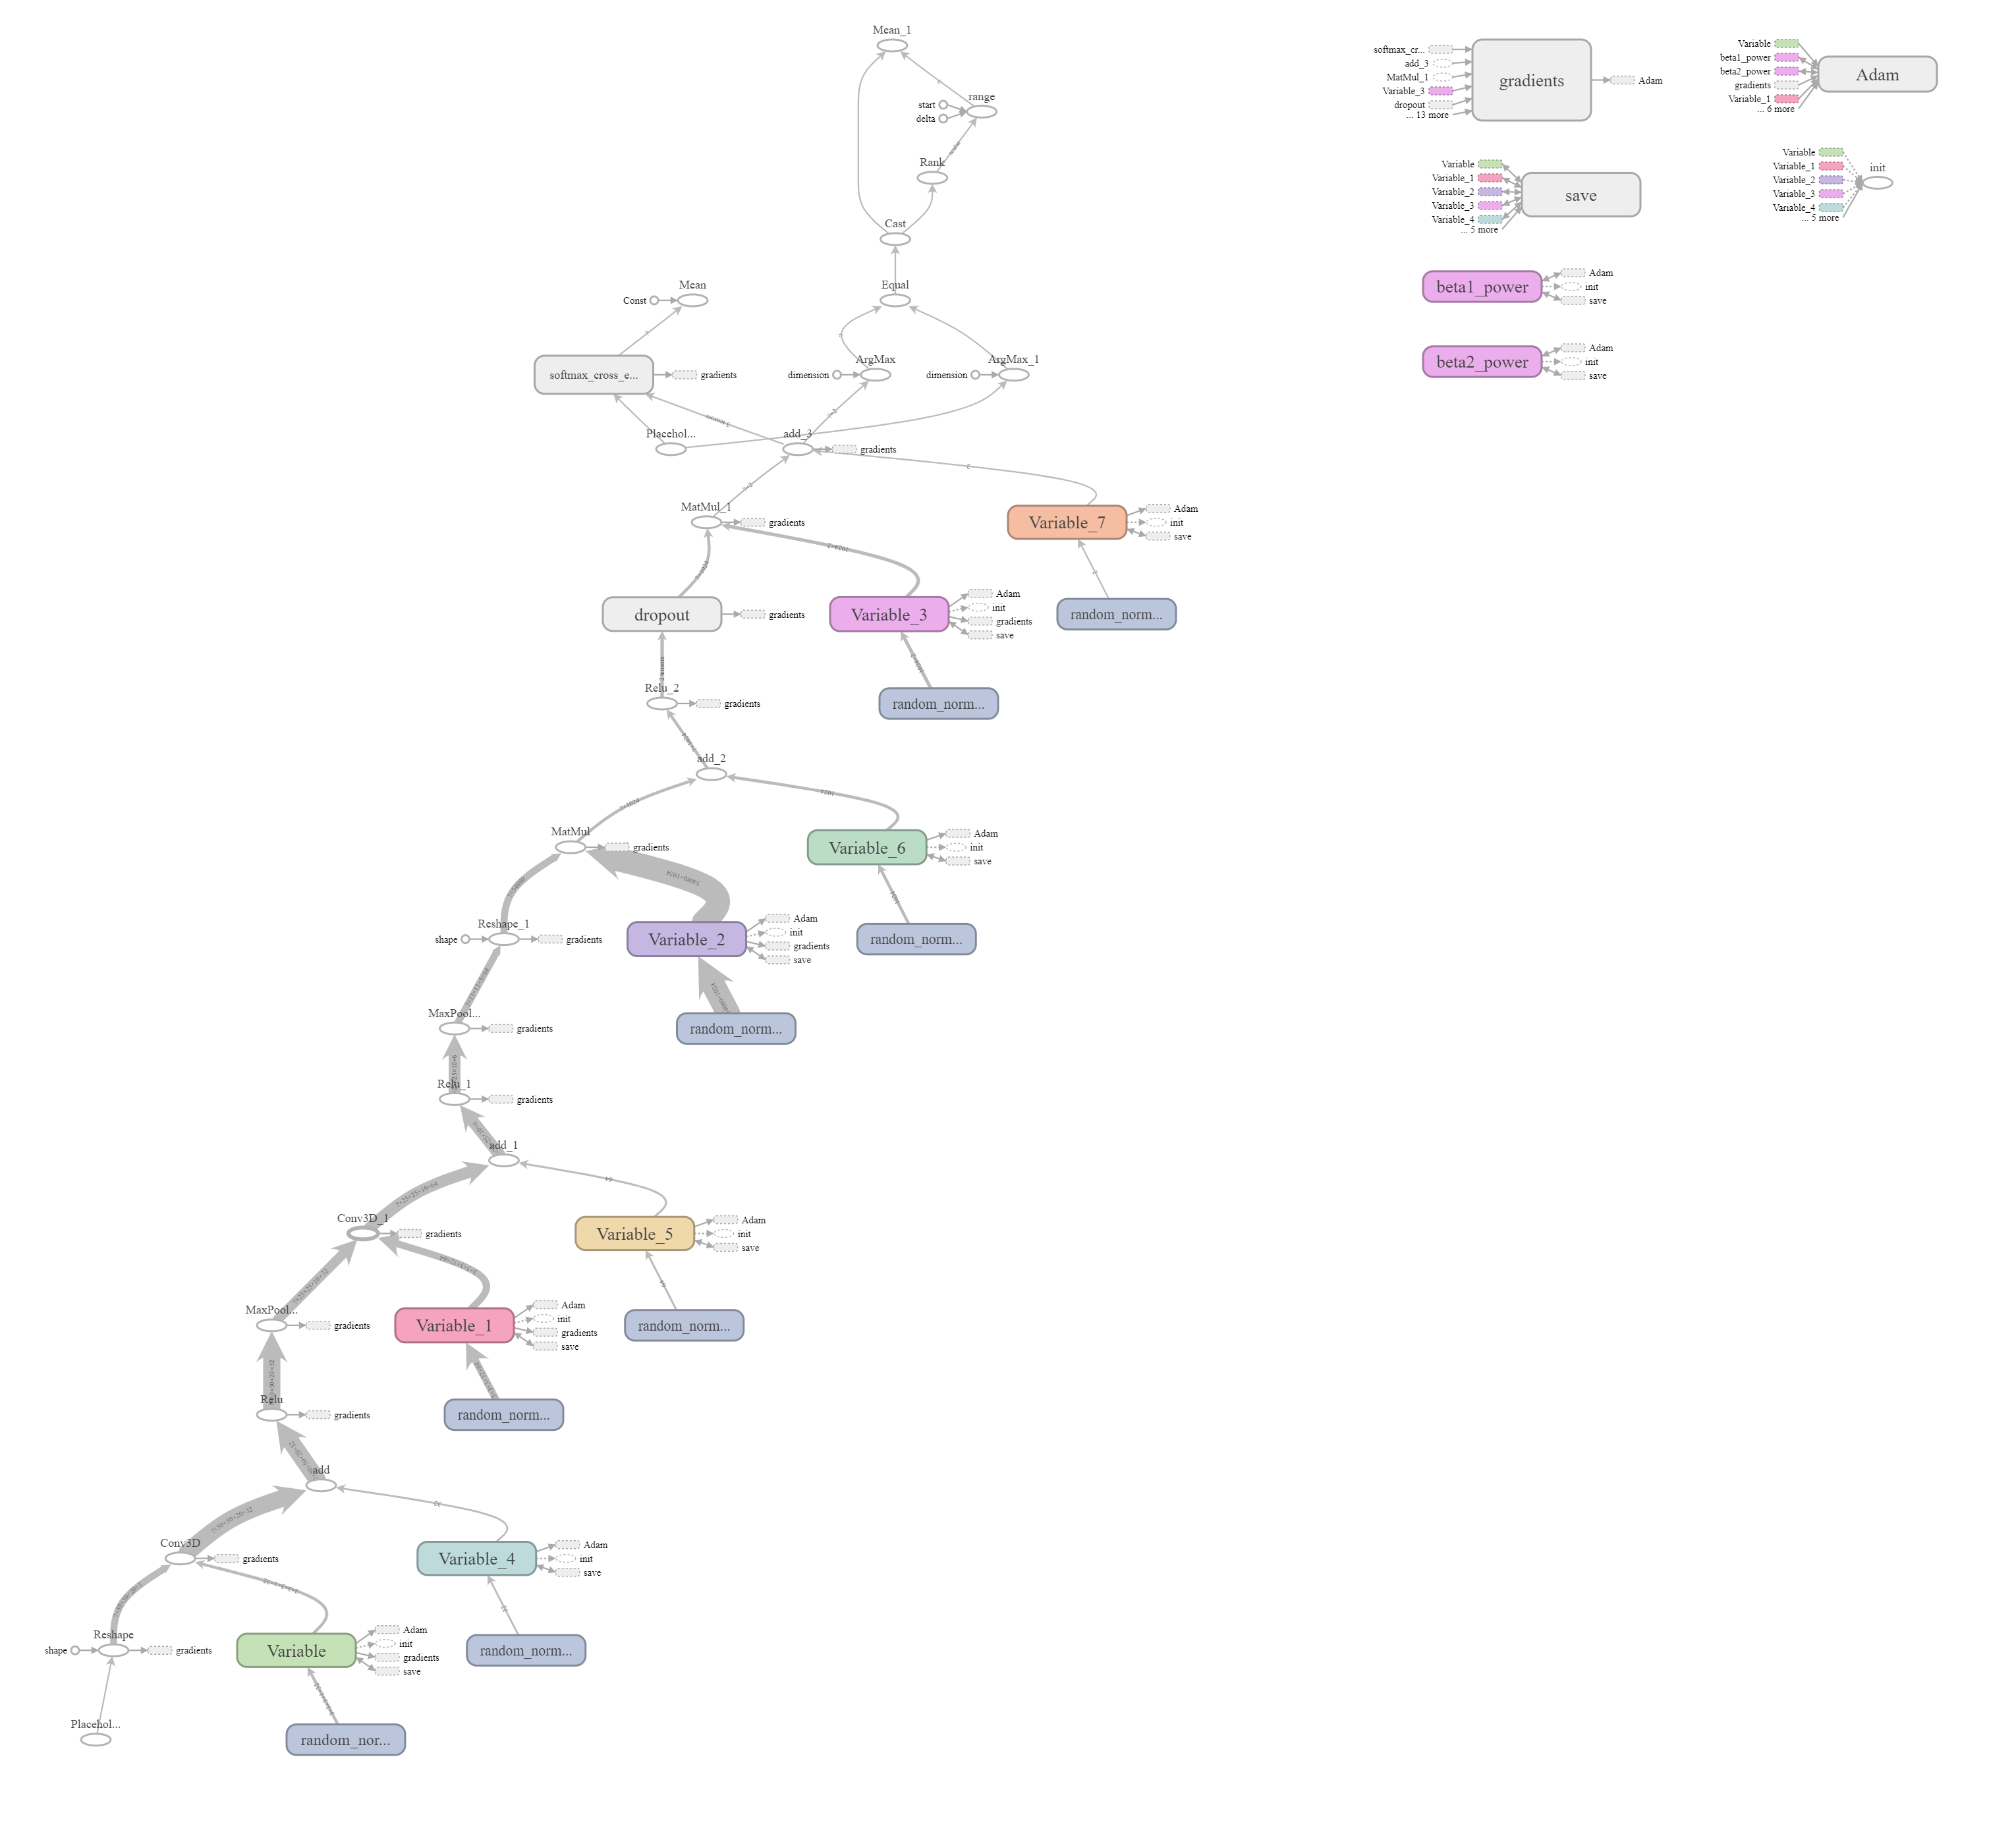 Mean_1
range
start
delta
Rank
Cast
Mean
Const
Equal
softmax_cross_e...
gradients
ArgMax
dimension
ArgMax_1
dimension
Placehol...
add_3
gradients
MatMul_1
gradients
Variable_7
Adam
init
save
dropout
gradients
Variable_3
Adam
init
gradients
save
random_norm...
Relu_2
gradients
random_norm...
add_2
MatMul
gradients
Variable_6
Adam
init
save
Reshape_1
shape
gradients
Variable_2
Adam
init
gradients
save
random_norm...
MaxPool...
gradients
random_norm...
Relu_1
gradients
add_1
Conv3D_1
gradients
Variable_5
Adam
init
save
MaxPool...
gradients
Variable_1
Adam
init
gradients
save
random_norm...
Relu
gradients
random_norm...
add
Conv3D
gradients
Variable_4
Adam
init
save
Reshape
shape
gradients
Variable
Adam
init
gradients
save
random_norm...
Placehol...
random_nor...
softmax_cr...
add_3
MatMul_1
Variable_3
dropout
... 13 more
gradients
Adam
Variable
beta1_power
beta2_power
gradients
Variable_1
... 6 more
Adam
Variable
Variable_1
Variable_2
Variable_3
Variable_4
... 5 more
save
Variable
Variable_1
Variable_2
Variable_3
Variable_4
... 5 more
init
beta1_power
Adam
init
save
beta2_power
Adam
init
save